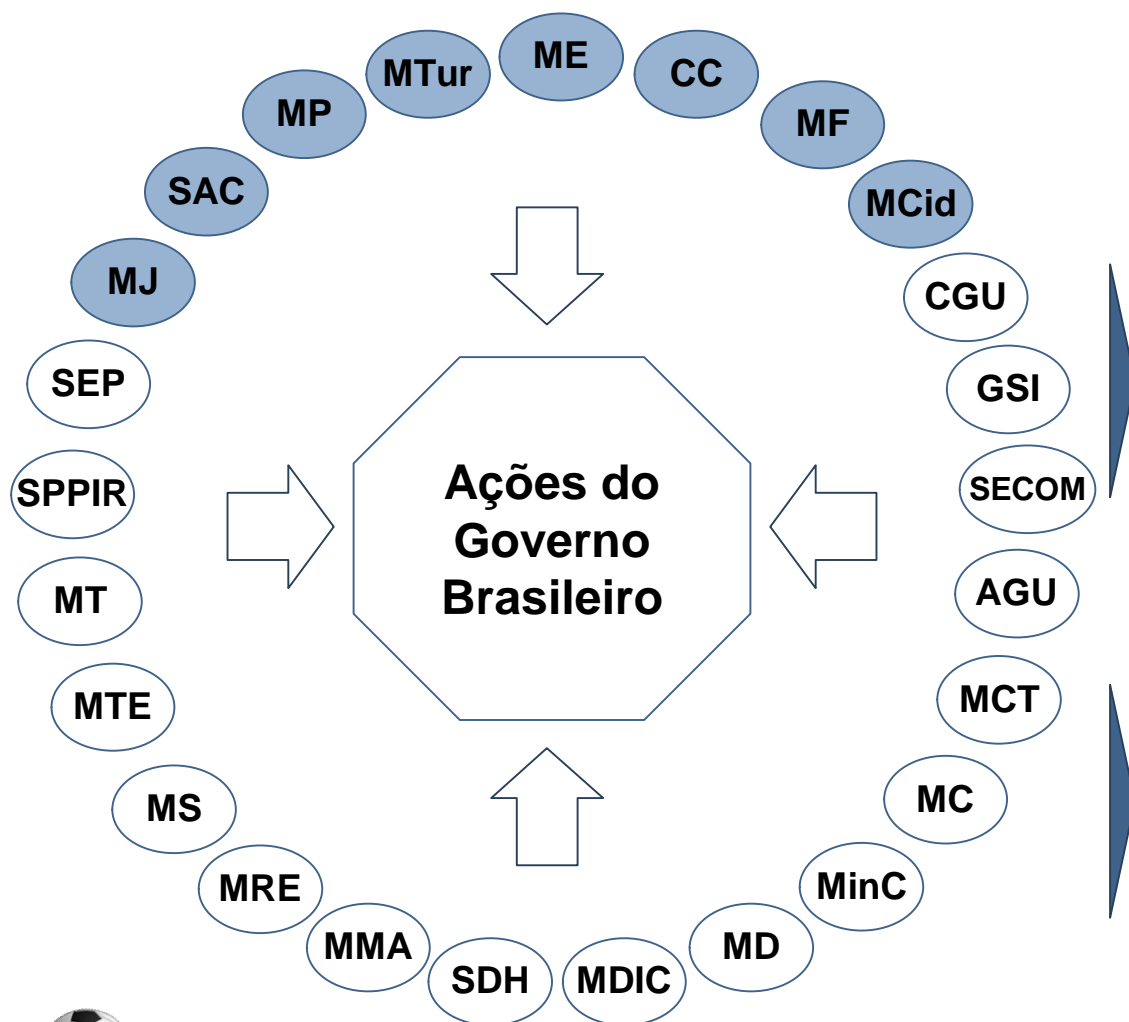 ME
MTur
CC
MP
MF
SAC
MCid
MJ
CGU
SEP
GSI
Ações do
Governo
Brasileiro
SPPIR
SECOM
MT
AGU
MTE
MCT
MS
MC
MRE
MinC
MMA
MD
SDH
MDIC